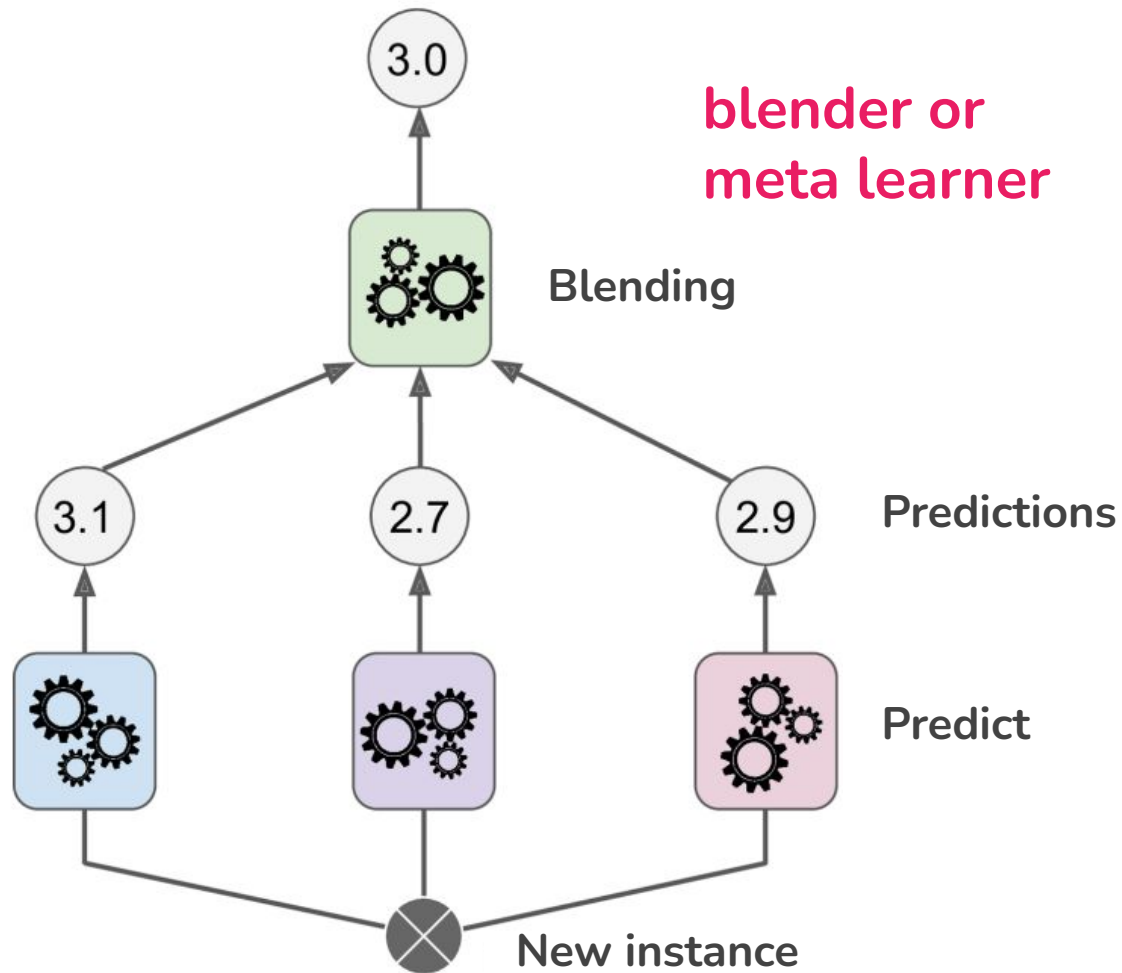 3.0
blender or
meta learner
Blending
3.1
2.7
2.9
Predictions
Predict
New instance